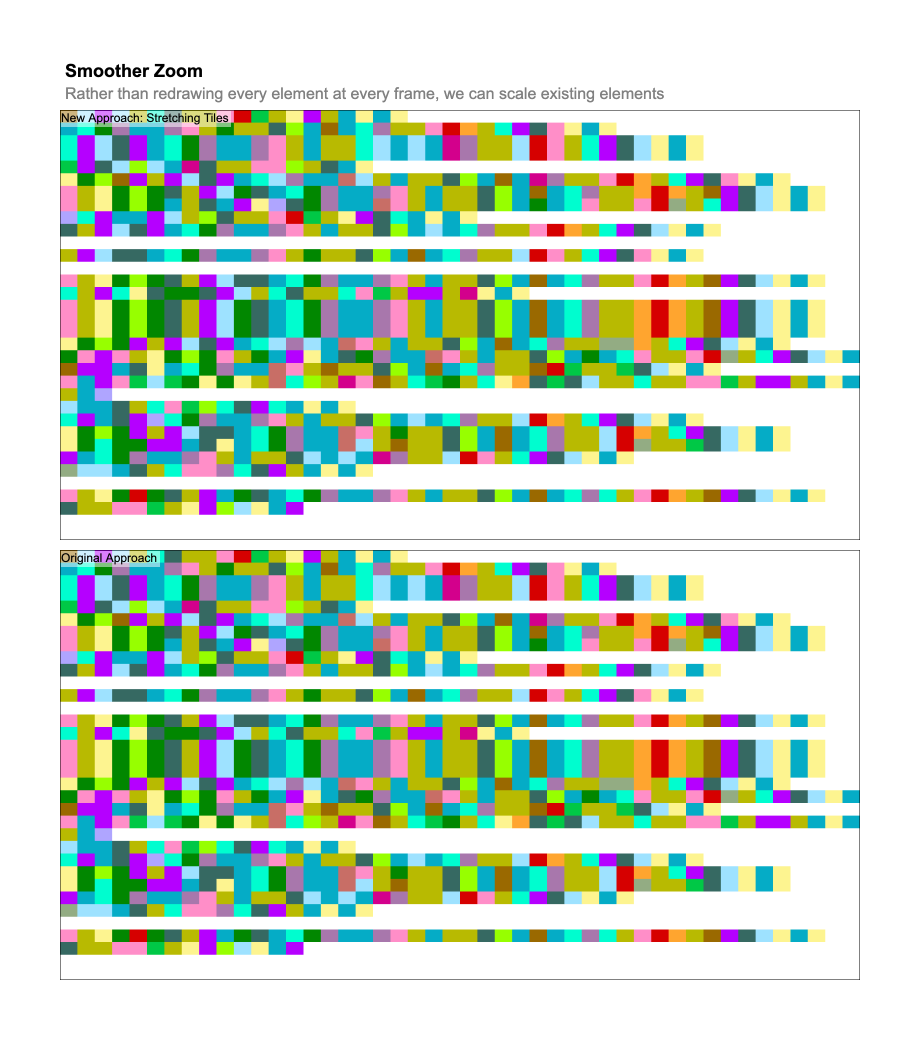 Smoother Zoom
Rather than redrawing every element at every frame, we can scale existing elements
New Approach: Stretching Tiles
Original Approach